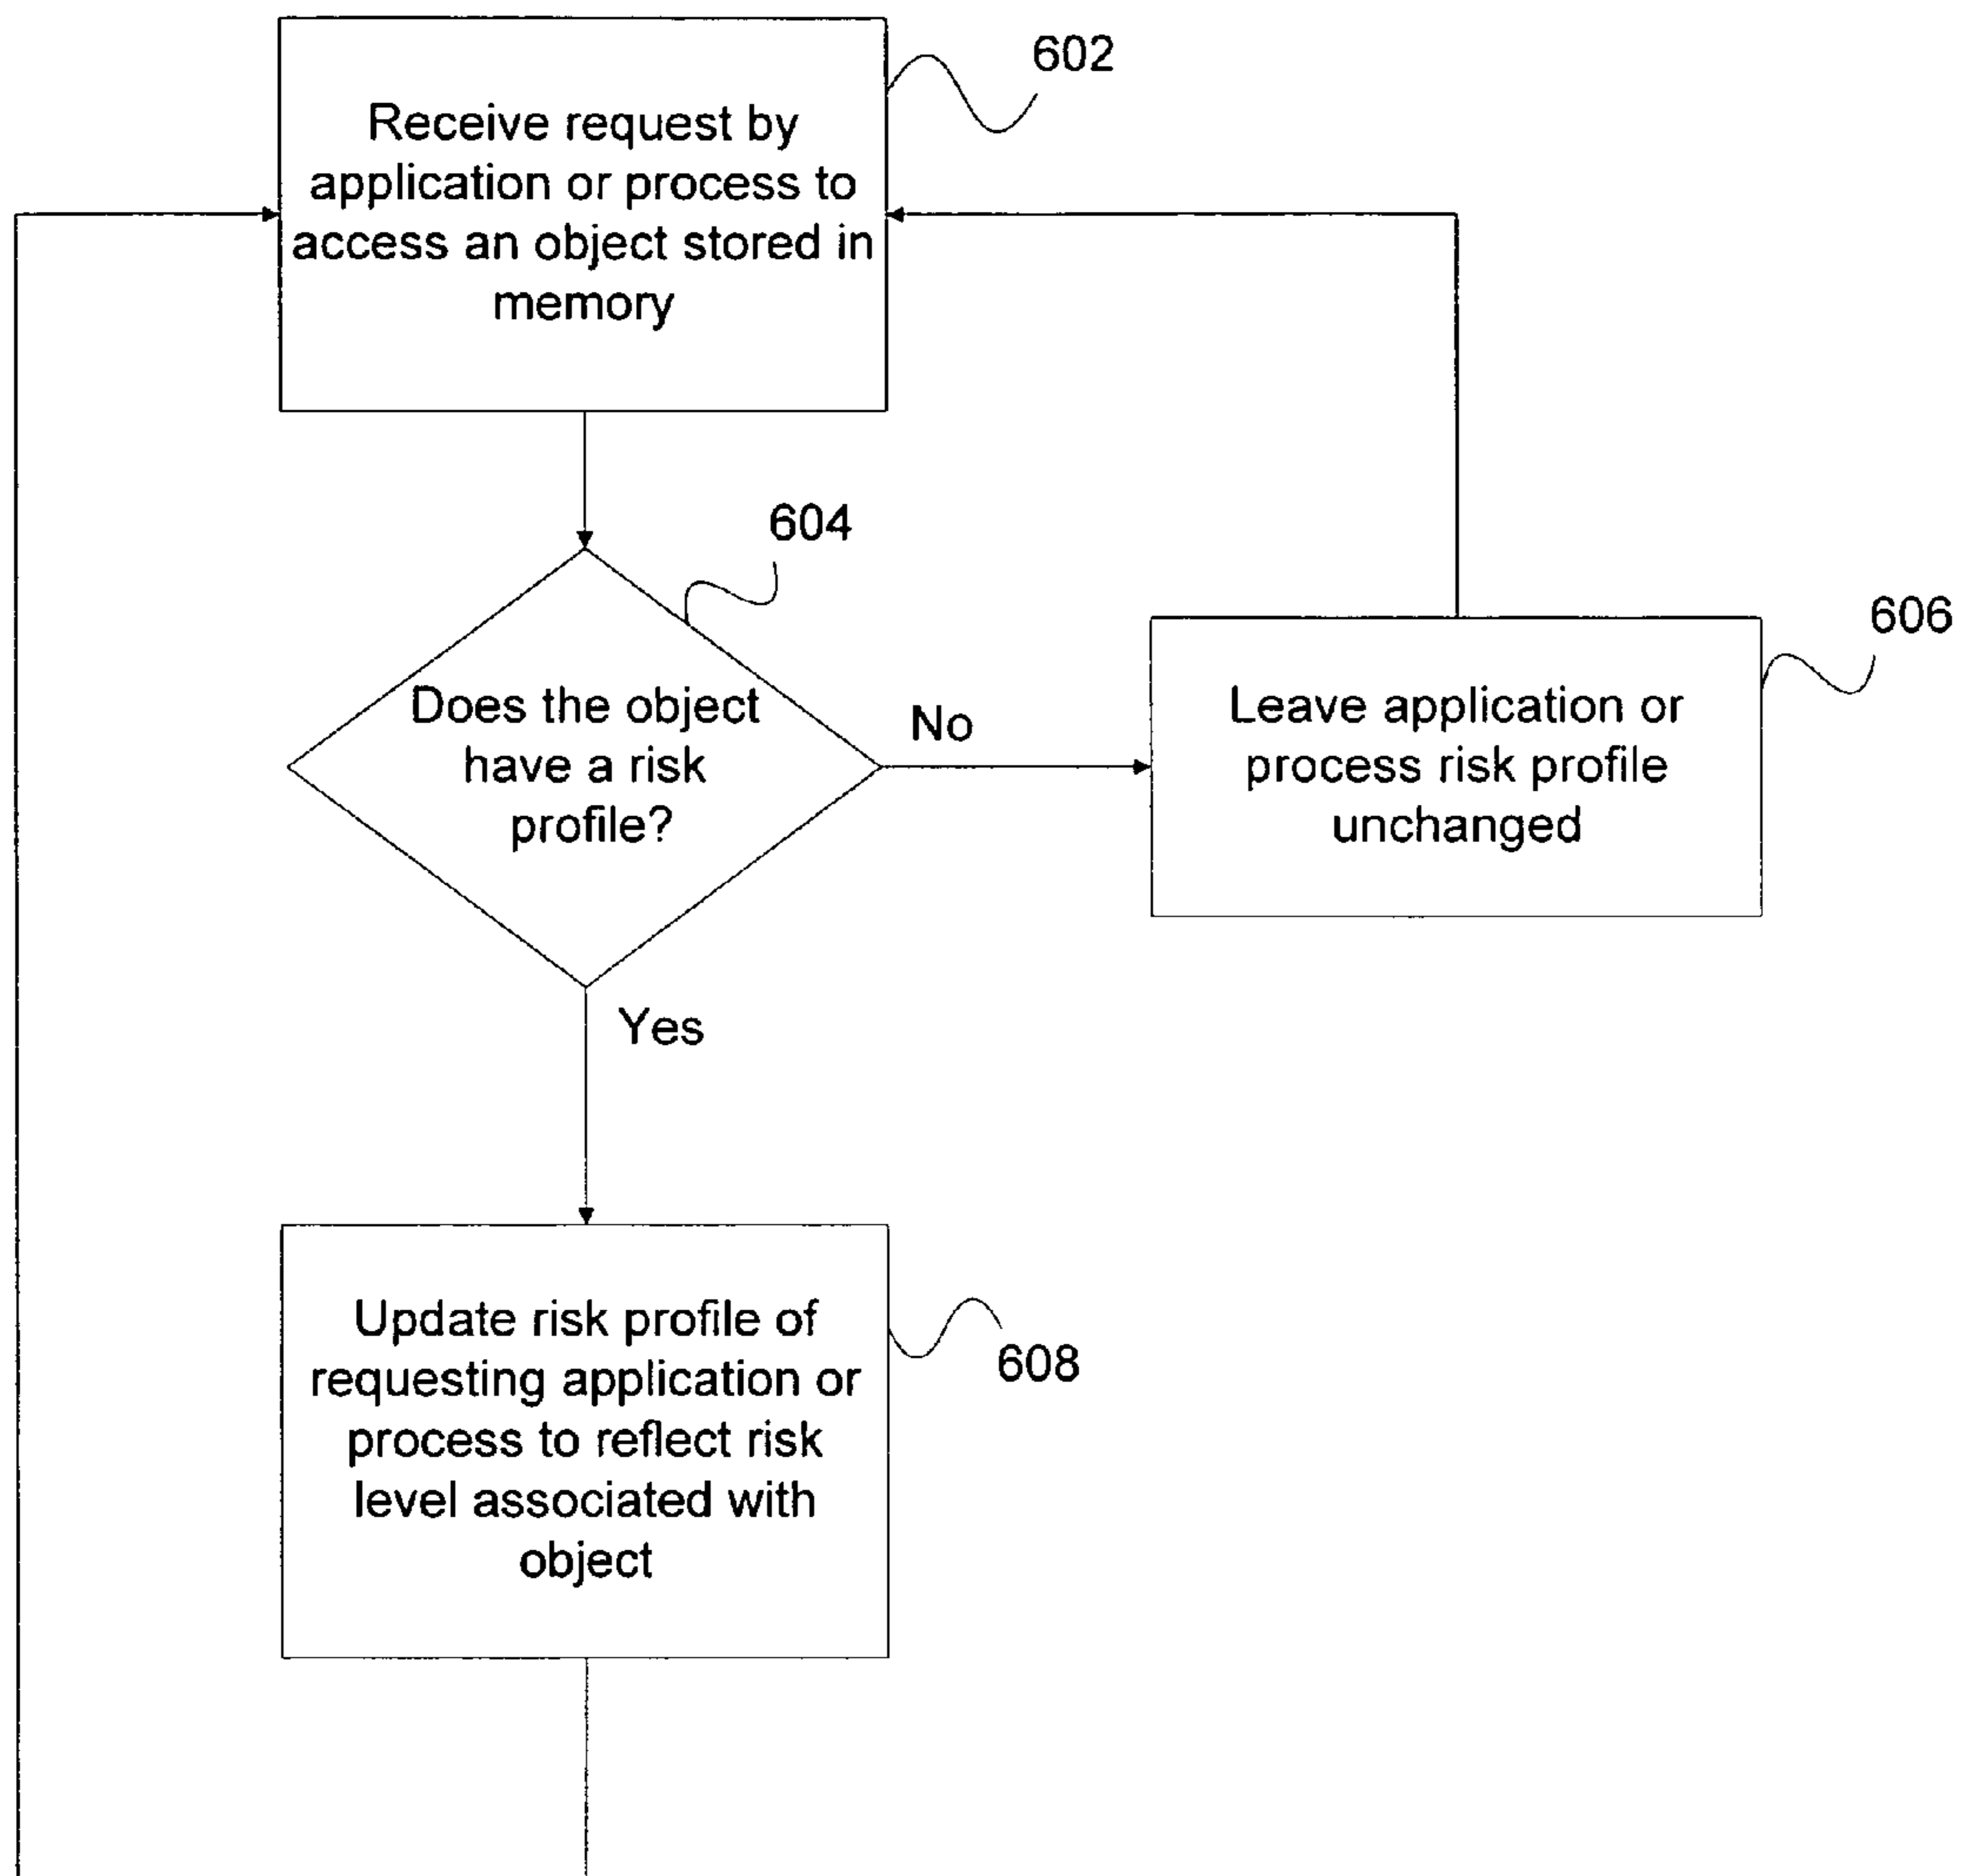 602
Receive request by
application or process to
access an object stored in
memory
604
Does the object
have a risk
profile?
No
606
Leave application or
process risk profile
unchanged
Yes
Update risk profile of
requesting application or
process to reflect risk
level associated with
object
608